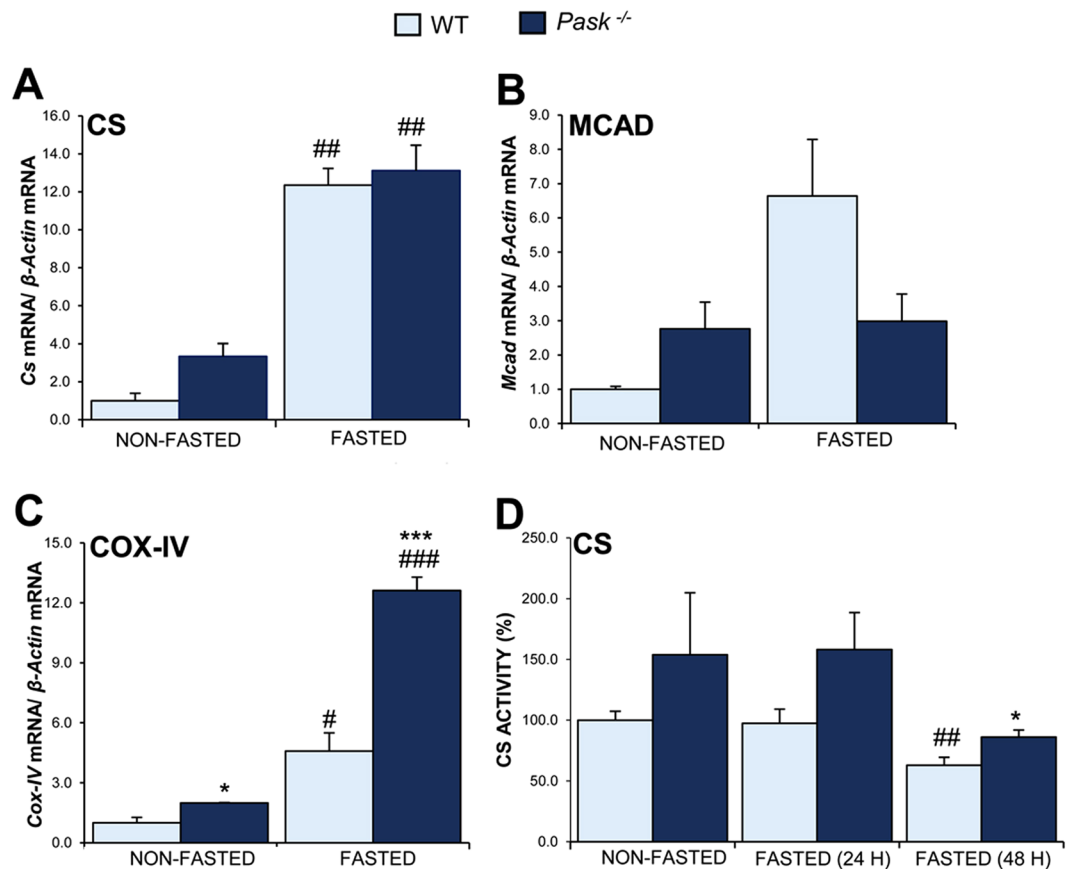 WT Pask -/-
A
CS
Cs mRNA/ β-Actin mRNA
16.0
14.0
12.0
10.0
8.0
6.0
4.0
2.0
0.0
##
##
NON-FASTED FASTED
B
MCAD
Mcad mRNA/ β-Actin mRNA
9.0
8.0
7.0
6.0
5.0
4.0
3.0
2.0
1.0
0.0
NON-FASTED FASTED
C
COX-IV
Cox-IV mRNA/ β-Actin mRNA
15.0
12.0
9.0
6.0
3.0
0.0
*
#
***
###
NON-FASTED FASTED
D
CS
CS ACTIVITY (%)
250.0
200.0
150.0
100.0
50.0
0.0
##
*
NON-FASTED FASTED (24 H) FASTED (48 H)